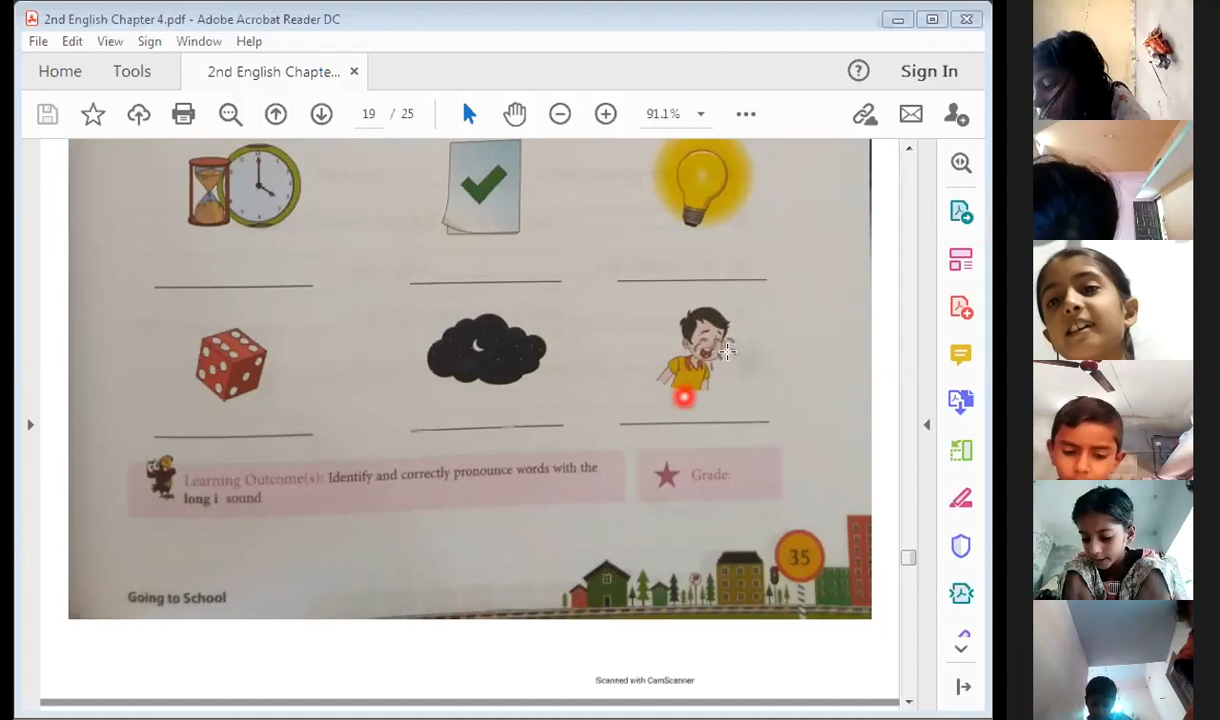 2nd English Chapter 4.pdf - Adobe Acrobat Reader DC
File Edit View Sign Window Help
Home Tools 2nd English Chapte... Sign In
19 / 25 91.1%
Learning Outcome(s): Identify and correctly pronounce words with the
long i sound
Grade:
35
Going to School
Scanned with CamScanner